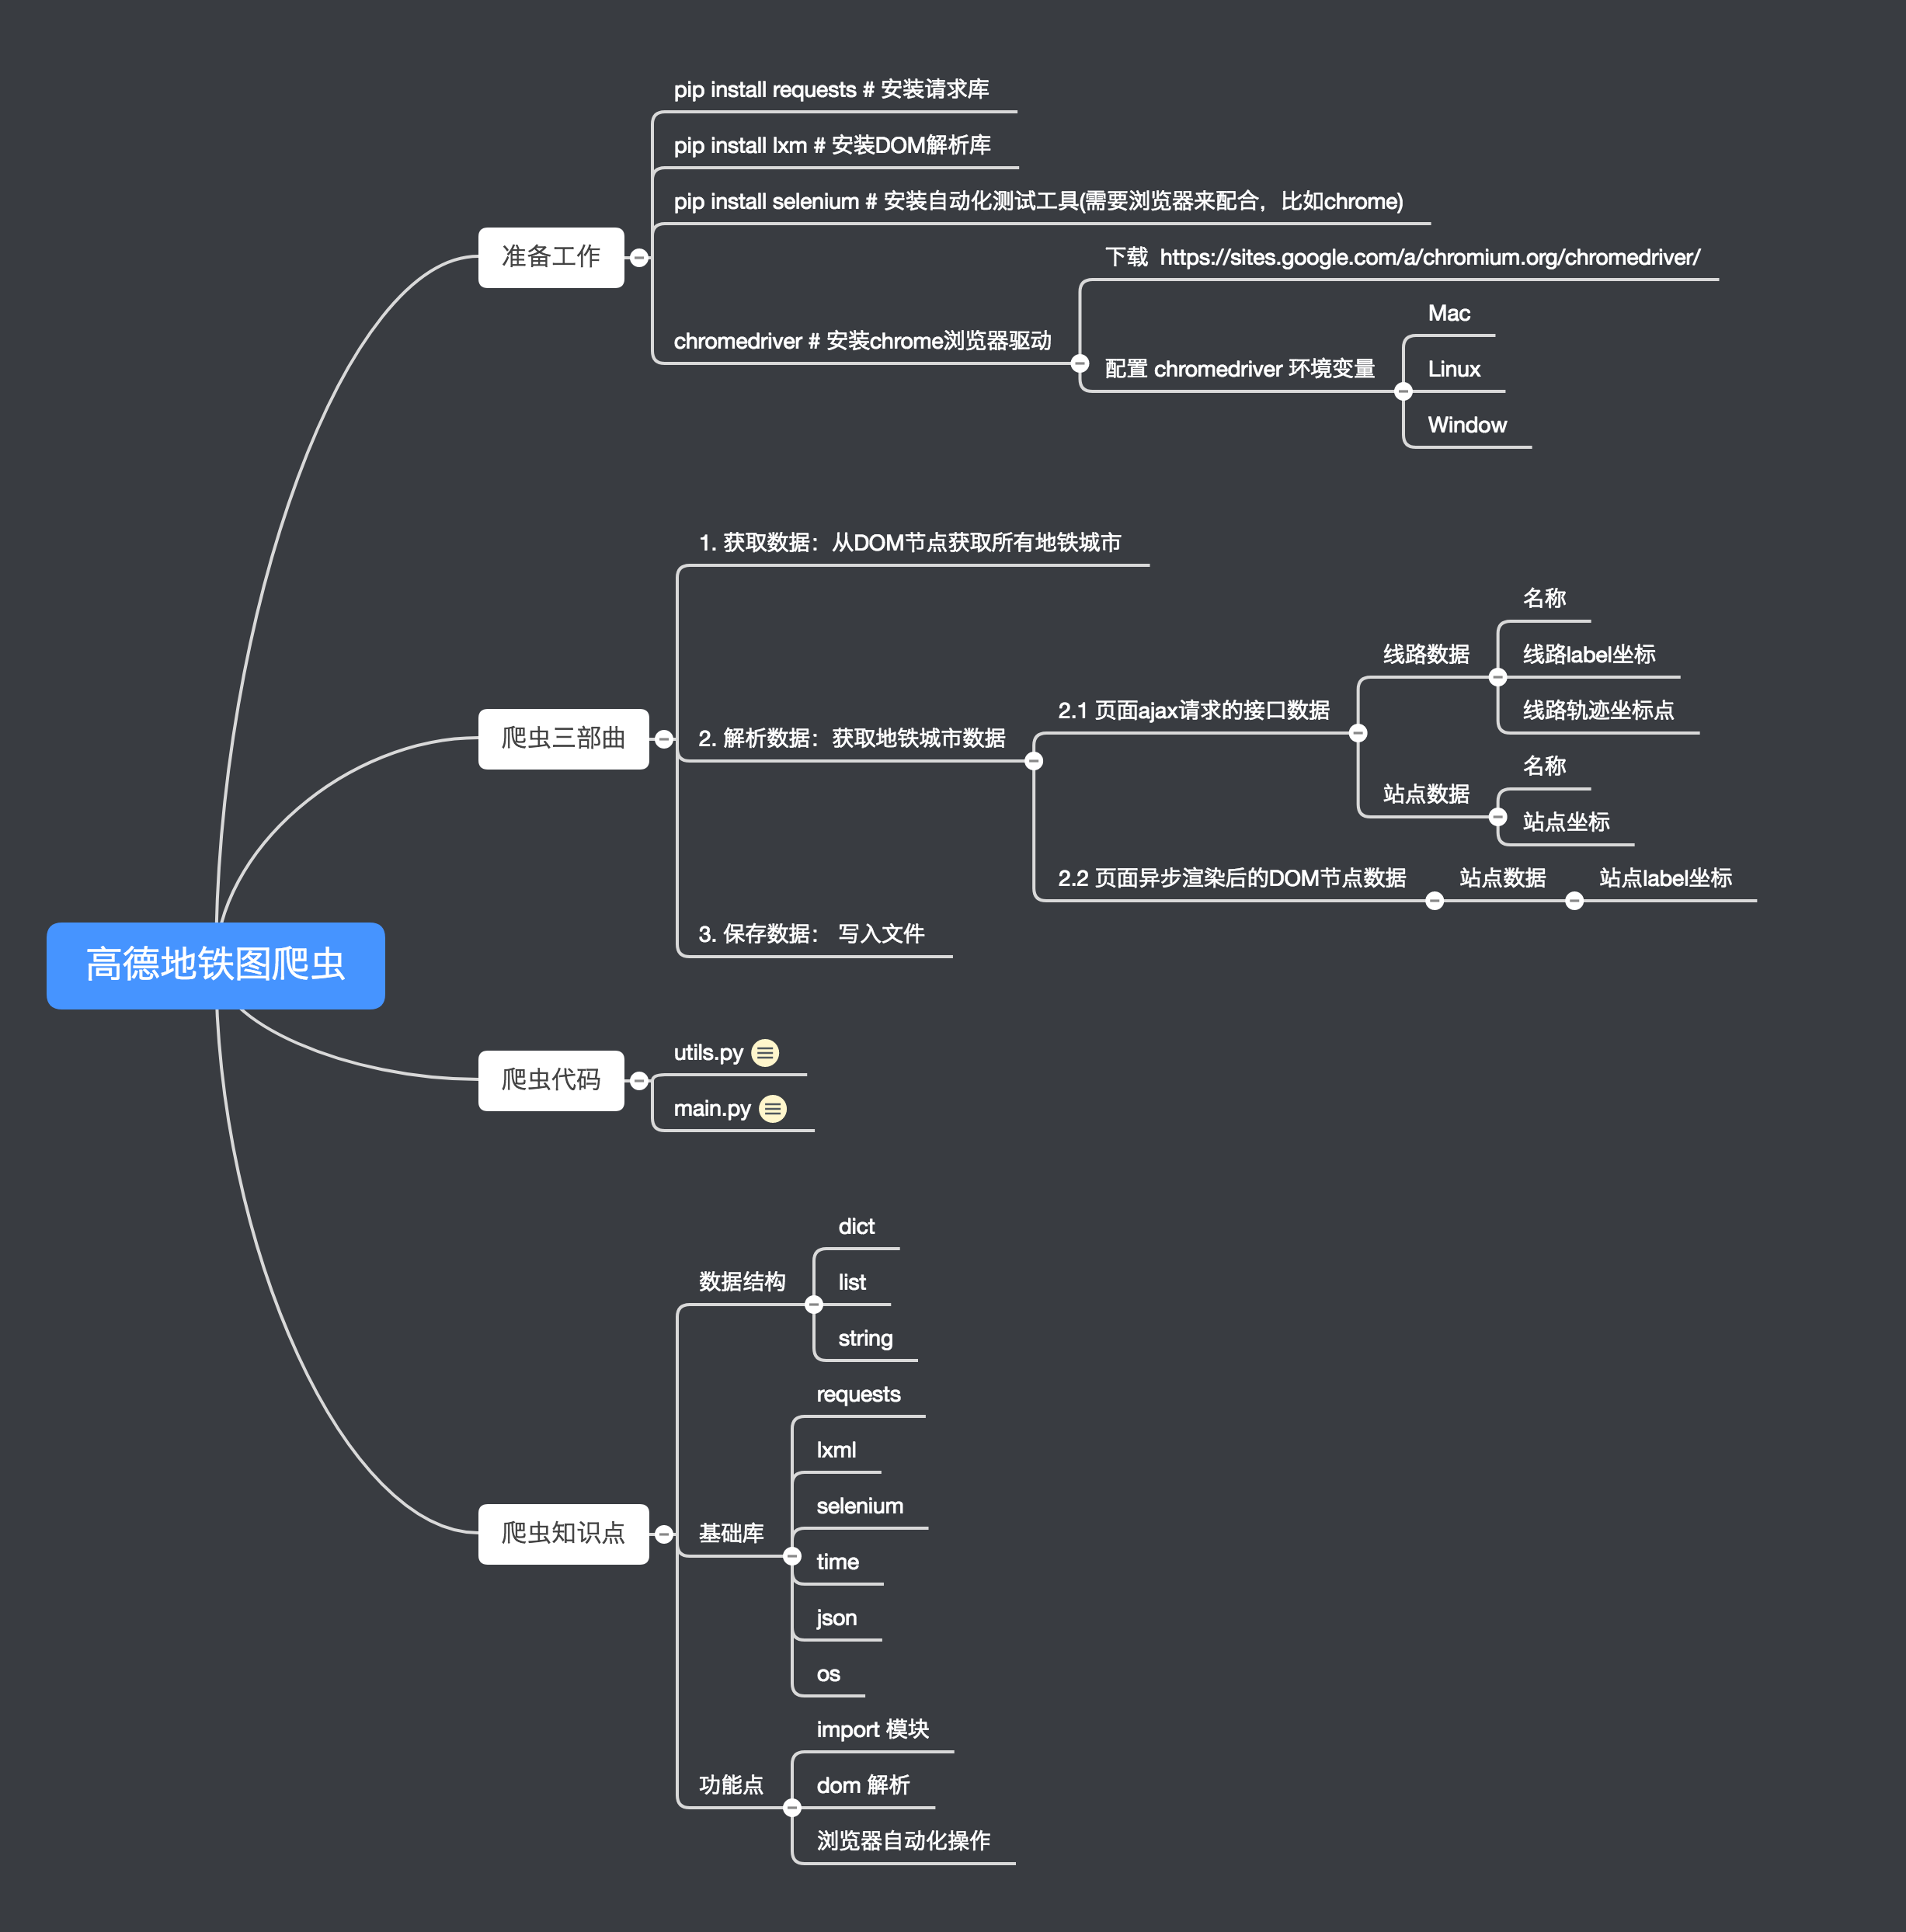 高德地铁图爬虫
准备工作
pip install requests # 安装请求库
pip install lxm # 安装DOM解析库
pip install selenium # 安装自动化测试工具(需要浏览器来配合，比如chrome)
chromedriver # 安装chrome浏览器驱动
下载  https://sites.google.com/a/chromium.org/chromedriver/
配置 chromedriver 环境变量
Mac
Linux
Window
爬虫三部曲
1. 获取数据：从DOM节点获取所有地铁城市
2. 解析数据：获取地铁城市数据
2.1 页面ajax请求的接口数据
线路数据
名称
线路label坐标
线路轨迹坐标点
站点数据
名称
站点坐标
2.2 页面异步渲染后的DOM节点数据
站点数据
站点label坐标
3. 保存数据： 写入文件
爬虫代码
utils.py
main.py
爬虫知识点
数据结构
dict
list
string
基础库
requests
lxml
selenium
time
json
os
功能点
import 模块
dom 解析
浏览器自动化操作